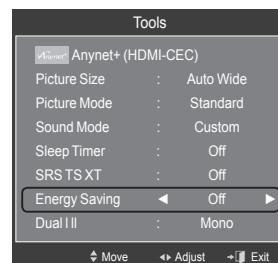 Tools
Anynet+ Anynet+ (HDMI-CEC)
Picture Size : Auto Wide
Picture Mode : Standard
Sound Mode : Custom
Sleep Timer : Off
SRS TS XT : Off
Energy Saving ◄ Off ►
Dual I II : Mono
Move Adjust Exit